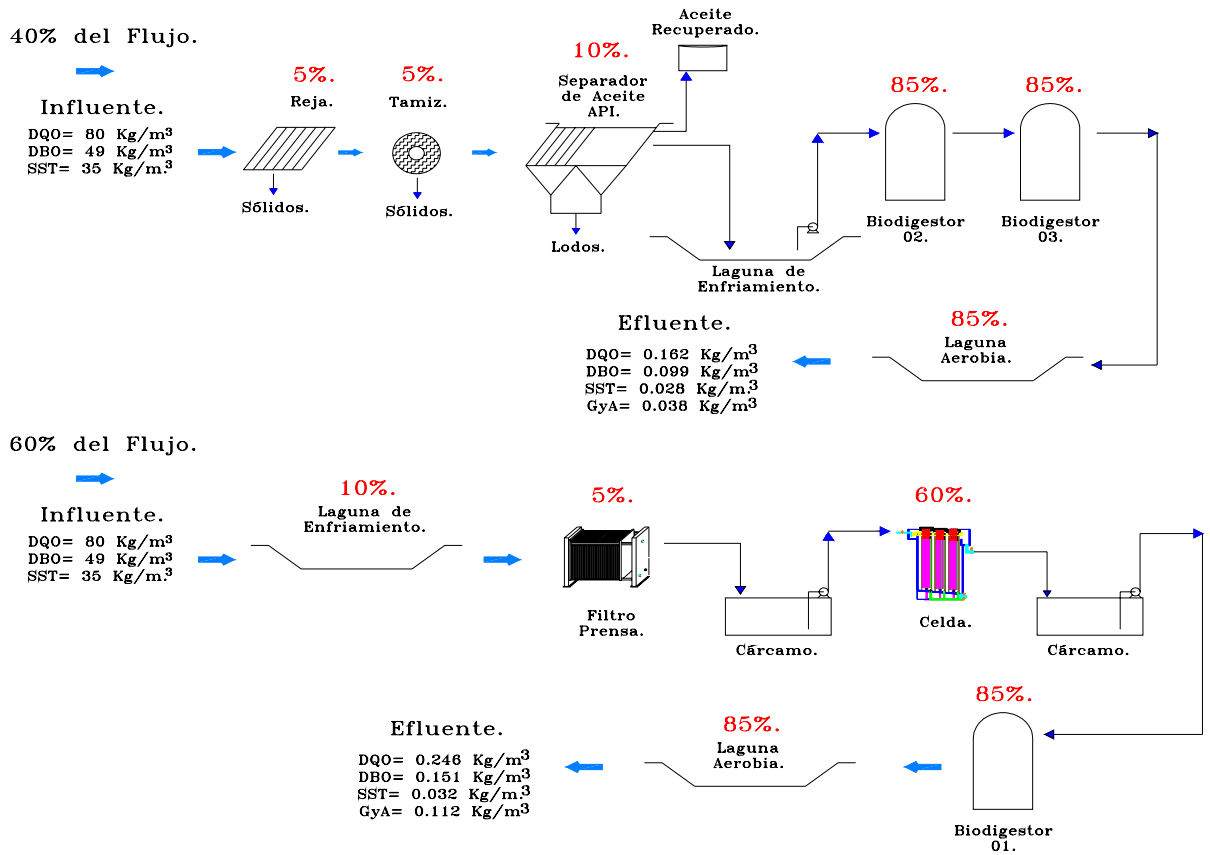 40% del Flujo.
Influente.
DQO= 80 Kg/m³
DBO= 49 Kg/m³
SST= 35 Kg/m.³
5%.
Reja.
Sólidos.
5%.
Tamiz.
Sólidos.
10%.
Separador
de Aceite
API.
Lodos.
Aceite
Recuperado.
Laguna de
Enfriamiento.
85%.
Biodigestor
02.
85%.
Biodigestor
03.
85%.
Laguna
Aerobia.
Efluente.
DQO= 0.162 Kg/m³
DBO= 0.099 Kg/m³
SST= 0.028 Kg/m.³
GyA= 0.038 Kg/m³
60% del Flujo.
Influente.
DQO= 80 Kg/m³
DBO= 49 Kg/m³
SST= 35 Kg/m.³
10%.
Laguna de
Enfriamiento.
5%.
Filtro
Prensa.
Cárcamo.
60%.
Celda.
Cárcamo.
85%.
Biodigestor
01.
85%.
Laguna
Aerobia.
Efluente.
DQO= 0.246 Kg/m³
DBO= 0.151 Kg/m³
SST= 0.032 Kg/m.³
GyA= 0.112 Kg/m³